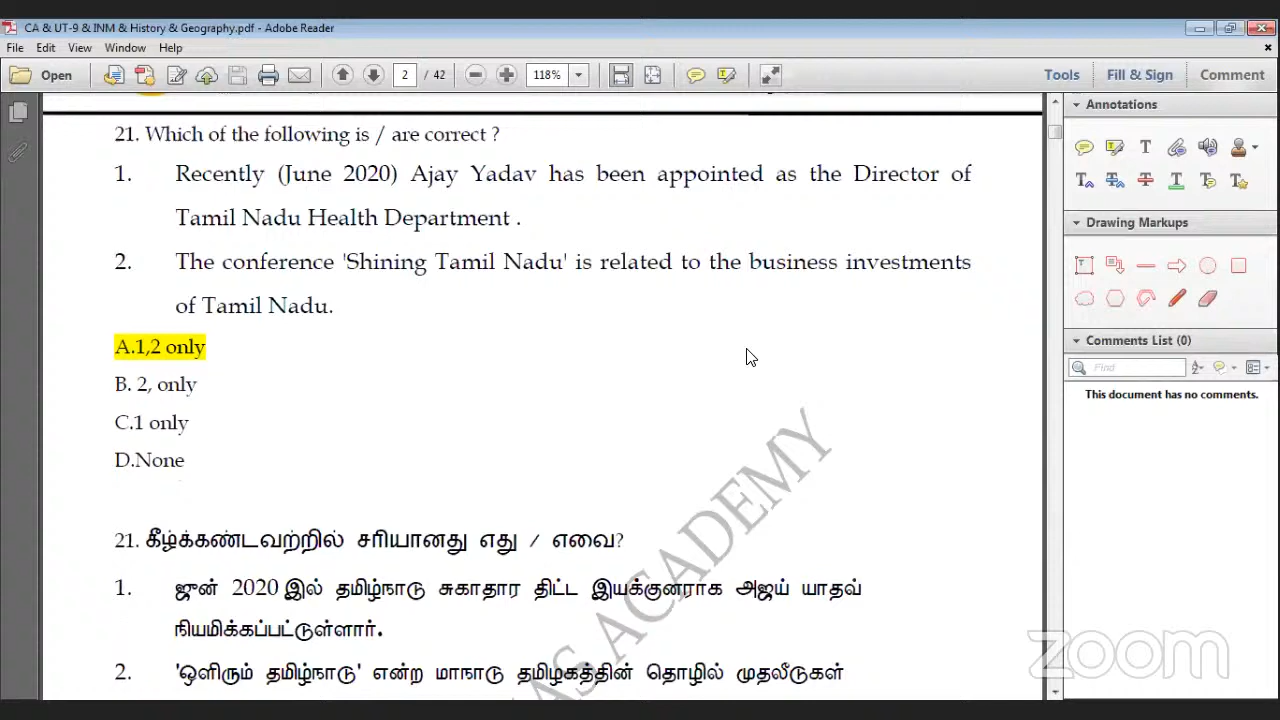 CA & UT-9 & INM & History & Geography.pdf - Adobe Reader
File Edit View Window Help
Open 2 / 42 118% Tools Fill & Sign Comment
21. Which of the following is / are correct ?
1. Recently (June 2020) Ajay Yadav has been appointed as the Director of
Tamil Nadu Health Department .
2. The conference 'Shining Tamil Nadu' is related to the business investments
of Tamil Nadu.
A.1,2 only
B. 2, only
C.1 only
D.None
21. கீழ்க்கண்டவற்றில் சரியானது எது / எவை?
1. ஜுன் 2020 இல் தமிழ்நாடு சுகாதார திட்ட இயக்குனராக அஜய் யாதவ்
நியமிக்கப்பட்டுள்ளார்.
2. 'ஒளிரும் தமிழ்நாடு' என்ற மாநாடு தமிழகத்தின் தொழில் முதலீடுகள்
IAS ACADEMY
Annotations
Drawing Markups
Comments List (0)
Find
This document has no comments.
zoom